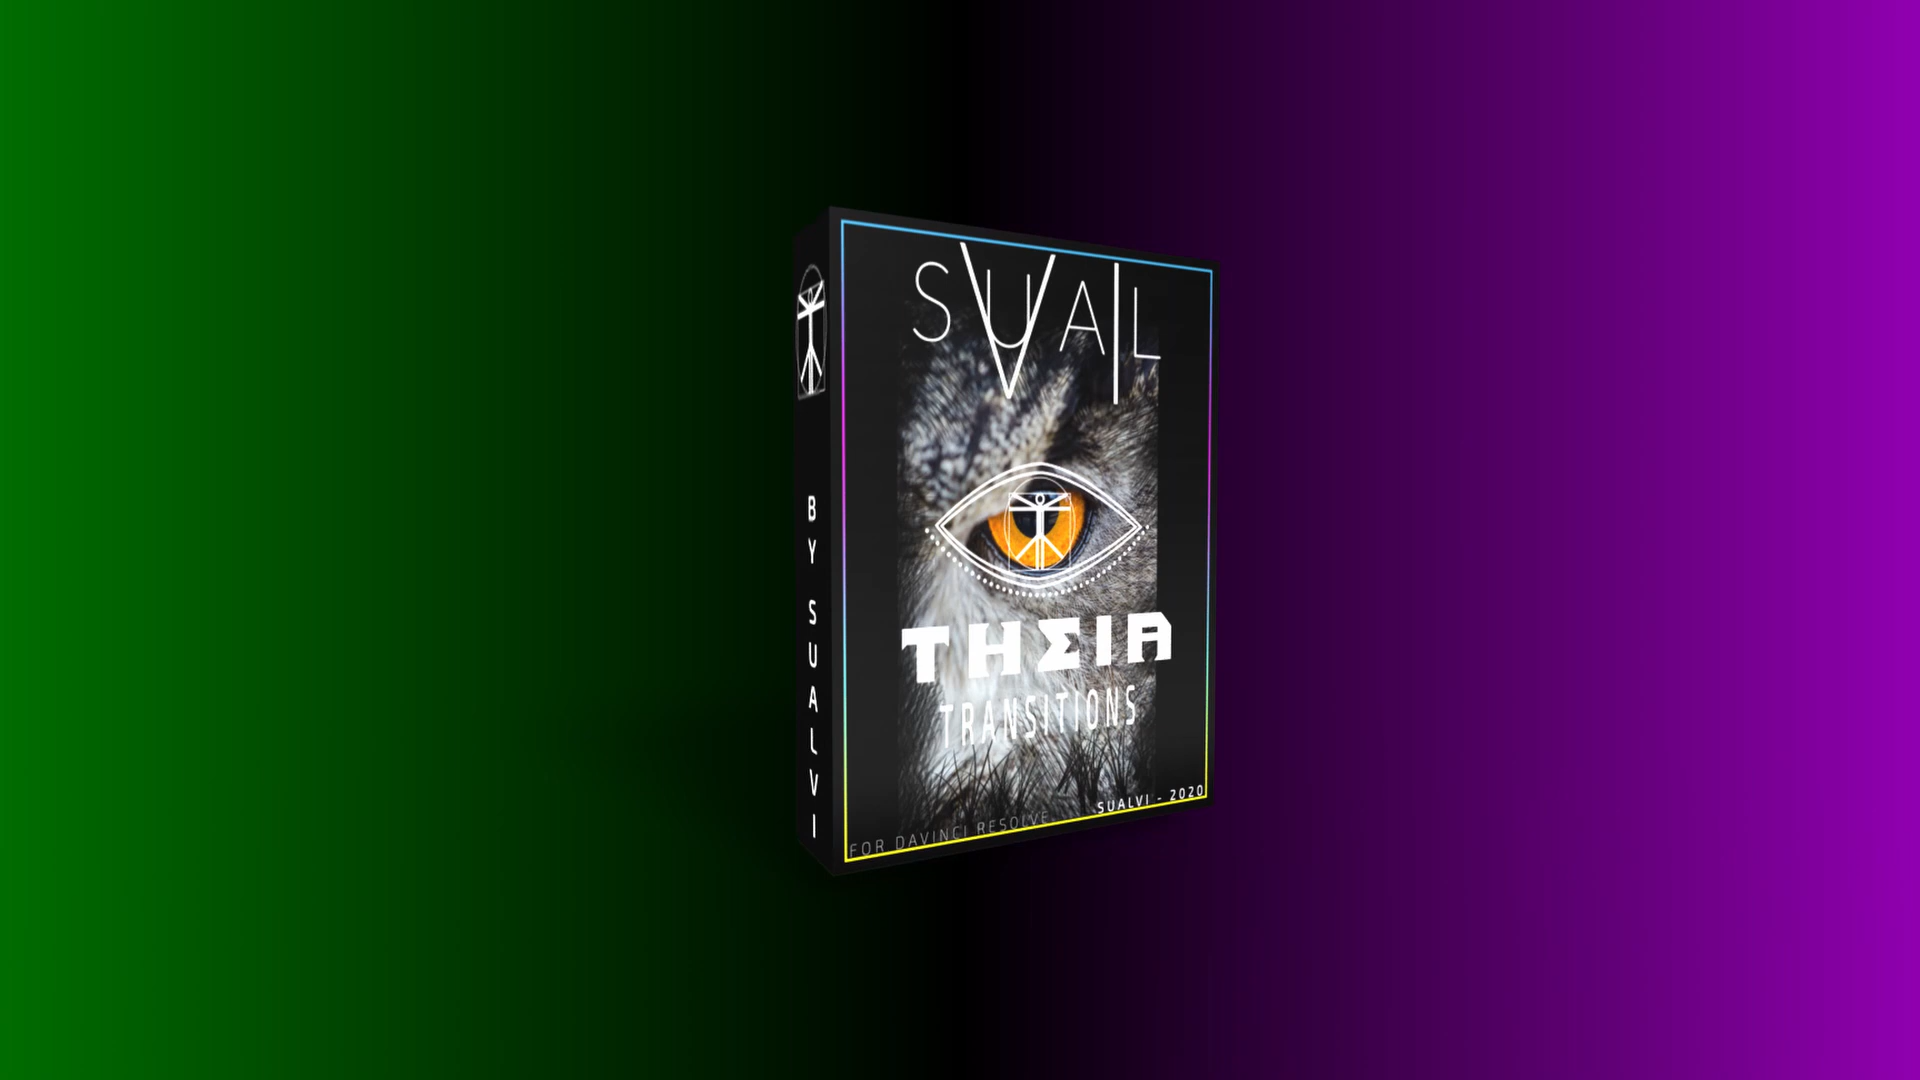 BY SUALVI
SUALVI
THΣIA
TRANSITIONS
SUALVI - 2020
FOR DAVINCI RESOLVE